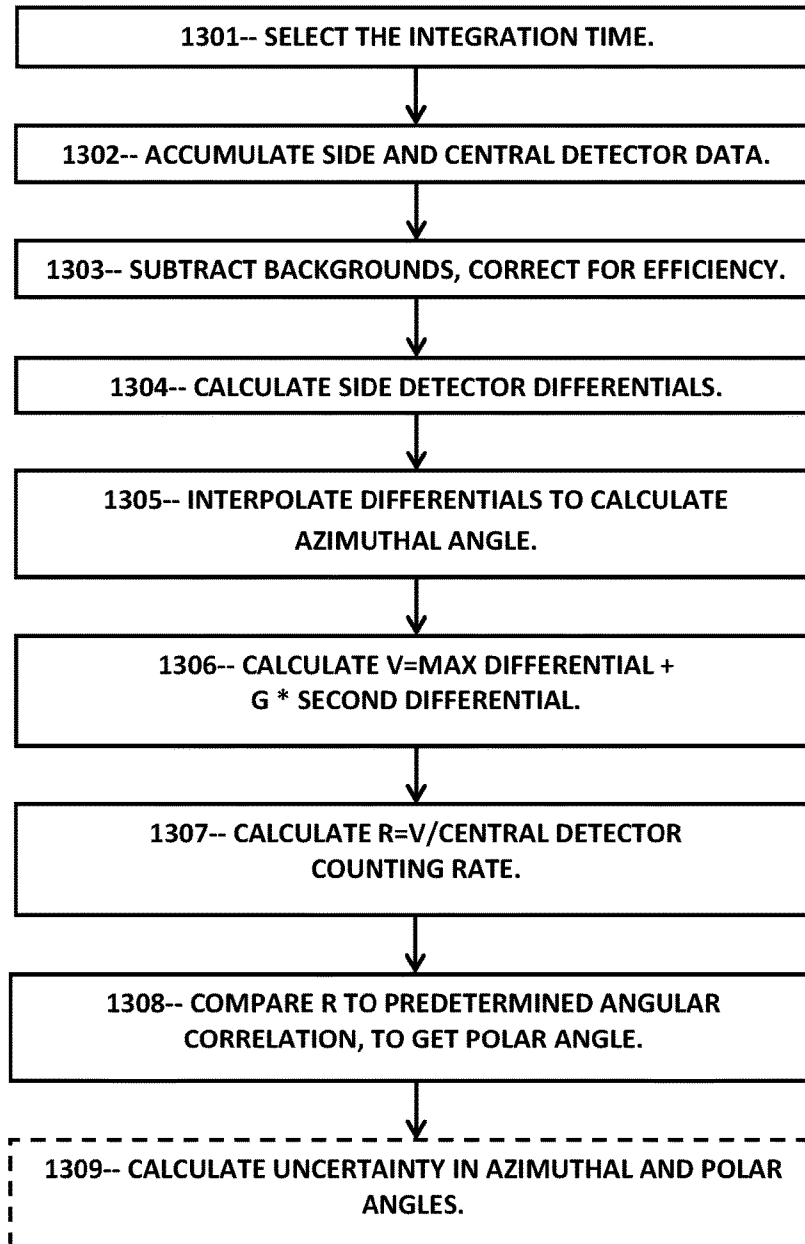 1301-- SELECT THE INTEGRATION TIME.
1302-- ACCUMULATE SIDE AND CENTRAL DETECTOR DATA.
1303-- SUBTRACT BACKGROUNDS, CORRECT FOR EFFICIENCY.
1304-- CALCULATE SIDE DETECTOR DIFFERENTIALS.
1305-- INTERPOLATE DIFFERENTIALS TO CALCULATE
AZIMUTHAL ANGLE.
1306-- CALCULATE V=MAX DIFFERENTIAL +
G * SECOND DIFFERENTIAL.
1307-- CALCULATE R=V/CENTRAL DETECTOR
COUNTING RATE.
1308-- COMPARE R TO PREDETERMINED ANGULAR
CORRELATION, TO GET POLAR ANGLE.
1309-- CALCULATE UNCERTAINTY IN AZIMUTHAL AND POLAR
ANGLES.